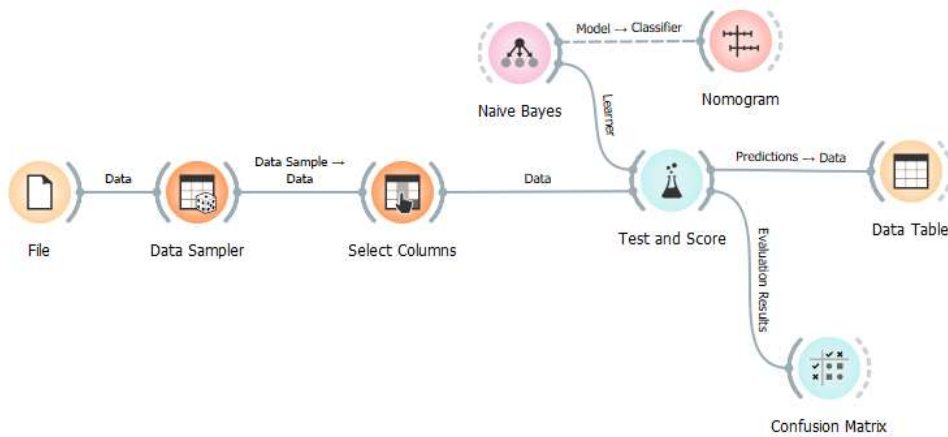 Model → Classifier
Naive Bayes
Nomogram
Learner
Data
Data Sample →
Data
Data
Predictions → Data
File
Data Sampler
Select Columns
Test and Score
Data Table
Evaluation Results
Confusion Matrix